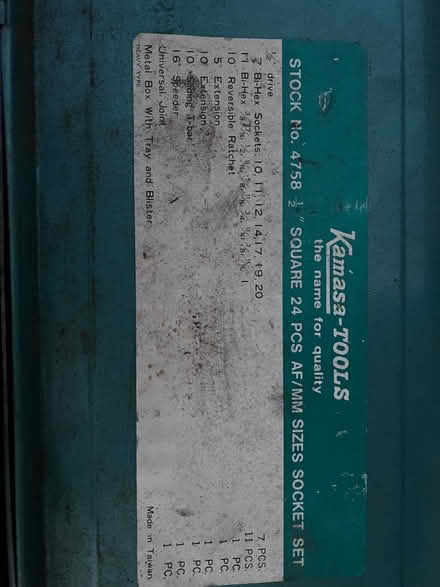 Kamasa-TOOLS
the name for quality
STOCK No. 4758 ½" SQUARE 24 PCS AF/MM SIZES SOCKET SET
½" drive
7 Bi-Hex Sockets: 10, 11, 12, 14, 17, 19, 20 7 PCS.
11 Bi-Hex 1 11 PCS.
10 Reversible Ratchet 1 PC.
5 Extension 1 PC.
10 Extension 1 PC.
10 Sliding T-bar 1 PC.
16 Speeder 1 PC.
Universal Joint 1 PC.
Metal Box With Tray and Blister
(HEAVY TYPE) Made in Taiwan